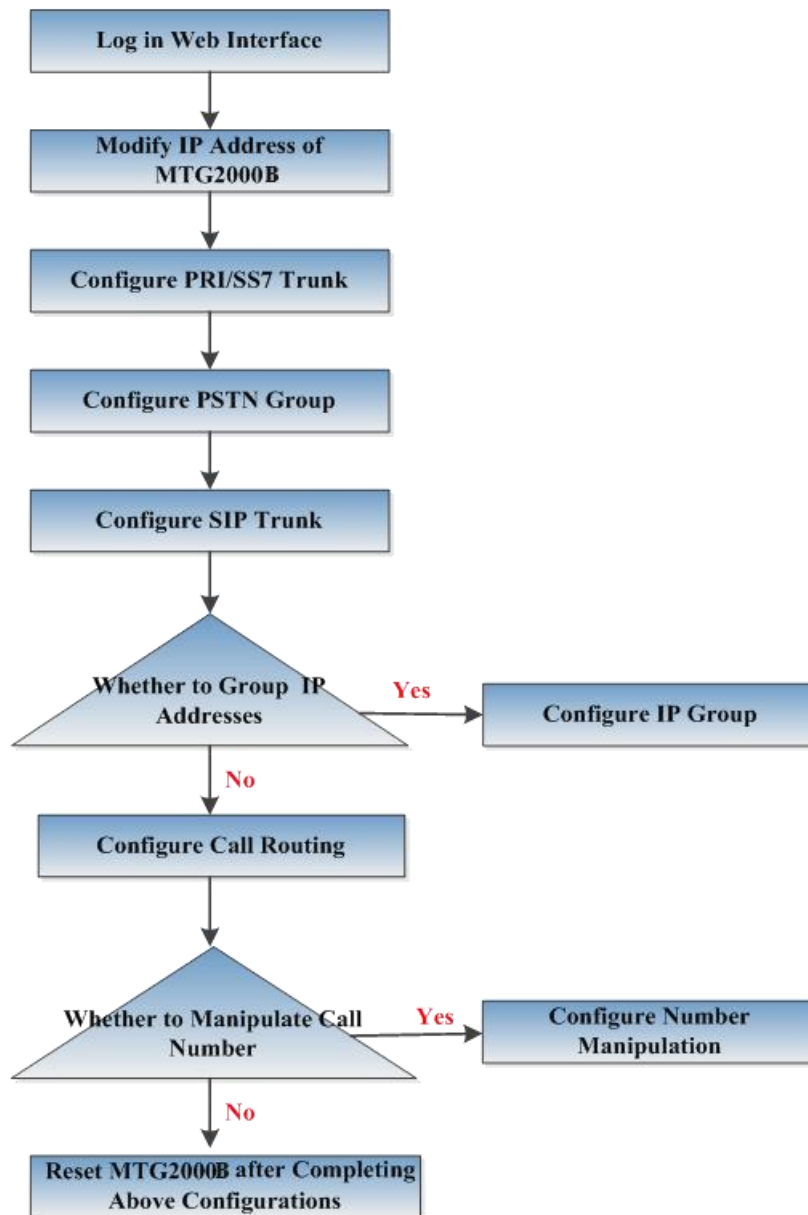 Log in Web Interface
Modify IP Address of
MTG2000B
Configure PRI/SS7 Trunk
Configure PSTN Group
Configure SIP Trunk
Whether to Group IP
Addresses
Yes
Configure IP Group
No
Configure Call Routing
Whether to Manipulate Call
Number
Yes
Configure Number
Manipulation
No
Reset MTG2000B after Completing
Above Configurations